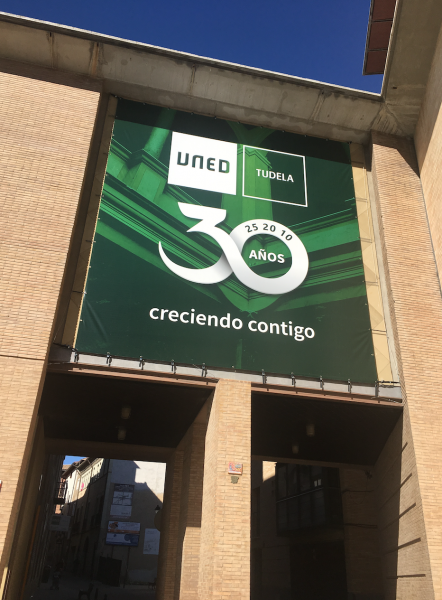 UNED
TUDELA
30
25 20 10
AÑOS
creciendo contigo